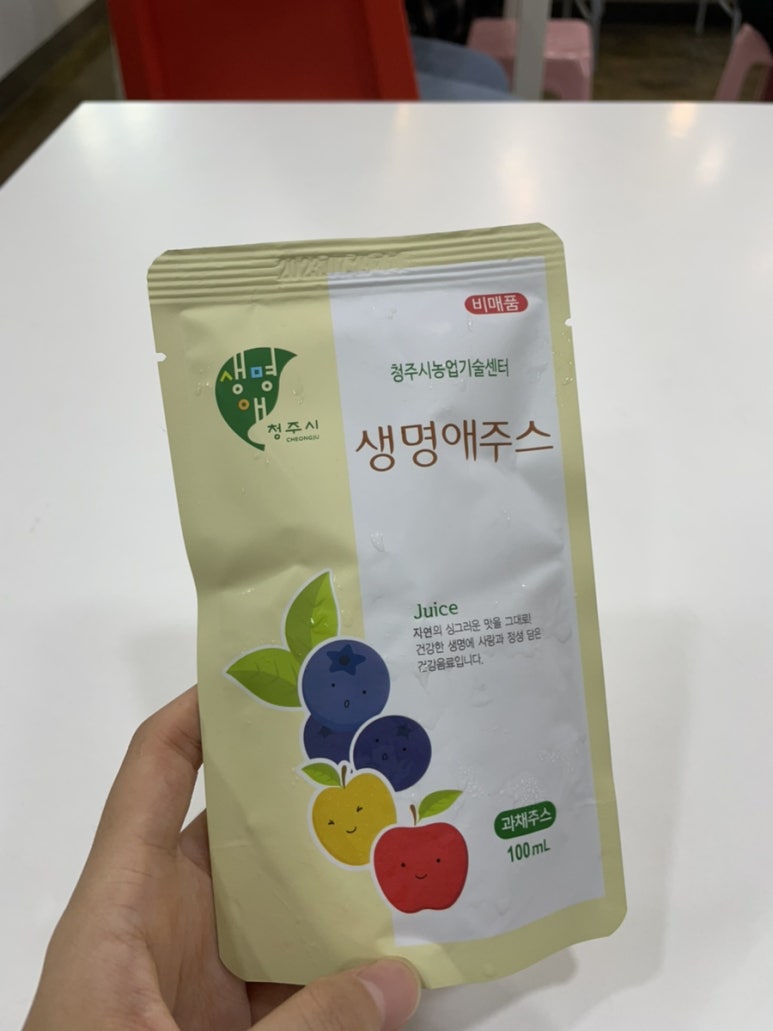 비매품
생명
애
청주시
CHEONGJU
청주시농업기술센터
생명애주스
Juice
자연의 싱그러운 맛을 그대로!
건강한 생명에 사랑과 정성 담은
건강음료입니다.
과채주스
100mL